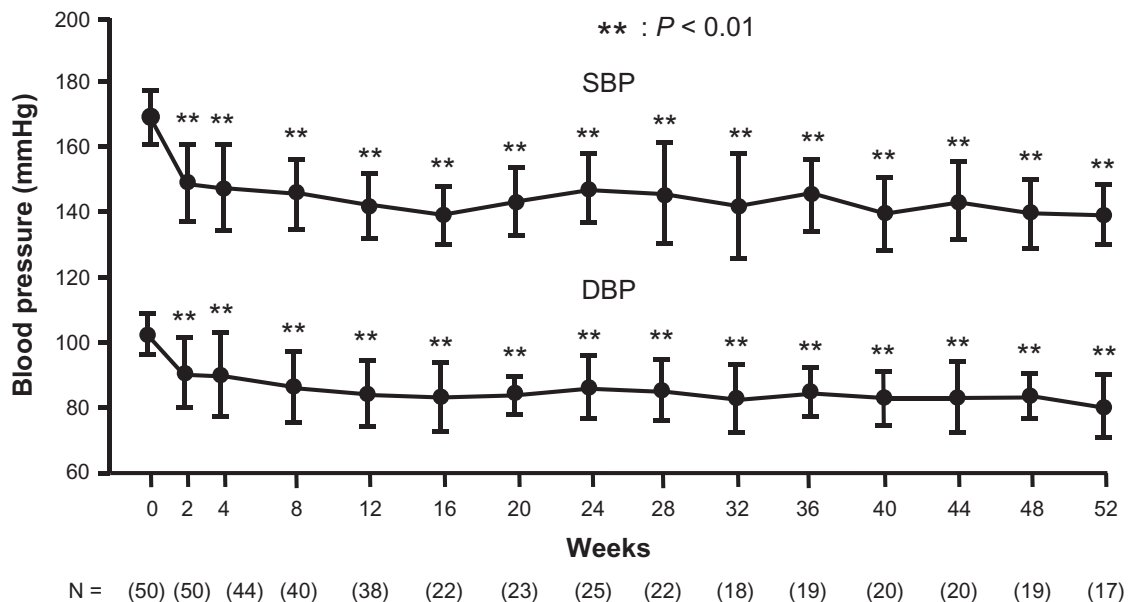 ** : P < 0.01
200
180
160
140
120
100
80
60
Blood pressure (mmHg)
SBP
** ** ** ** ** ** ** ** ** ** ** ** ** **
DBP
** ** ** ** ** ** ** ** ** ** ** ** ** **
0 2 4 8 12 16 20 24 28 32 36 40 44 48 52
Weeks
N = (50) (50) (44) (40) (38) (22) (23) (25) (22) (18) (19) (20) (20) (19) (17)